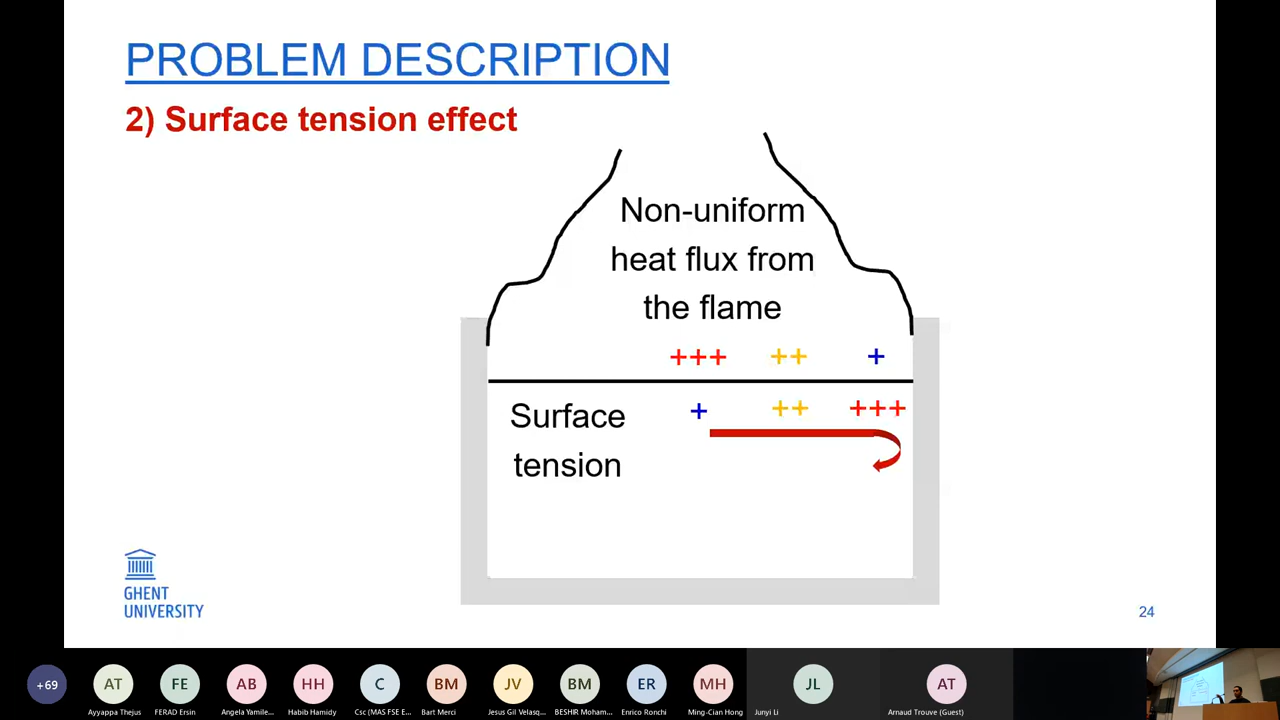 PROBLEM DESCRIPTION
2) Surface tension effect
Non-uniform
heat flux from
the flame
+++ ++ +
Surface
tension
+ ++ +++
GHENT
UNIVERSITY
24
+69 AT FE AB HH C BM JV BM ER MH JL AT
Ayyappa Thejus FERAD Ersin Angela Yamile... Habib Hamidy Csc (MAS FSE E... Bart Merci Jesus Gil Velasq... BESHIR Moham... Enrico Ronchi Ming-Cian Hong Junyi Li Arnaud Trouve (Guest)